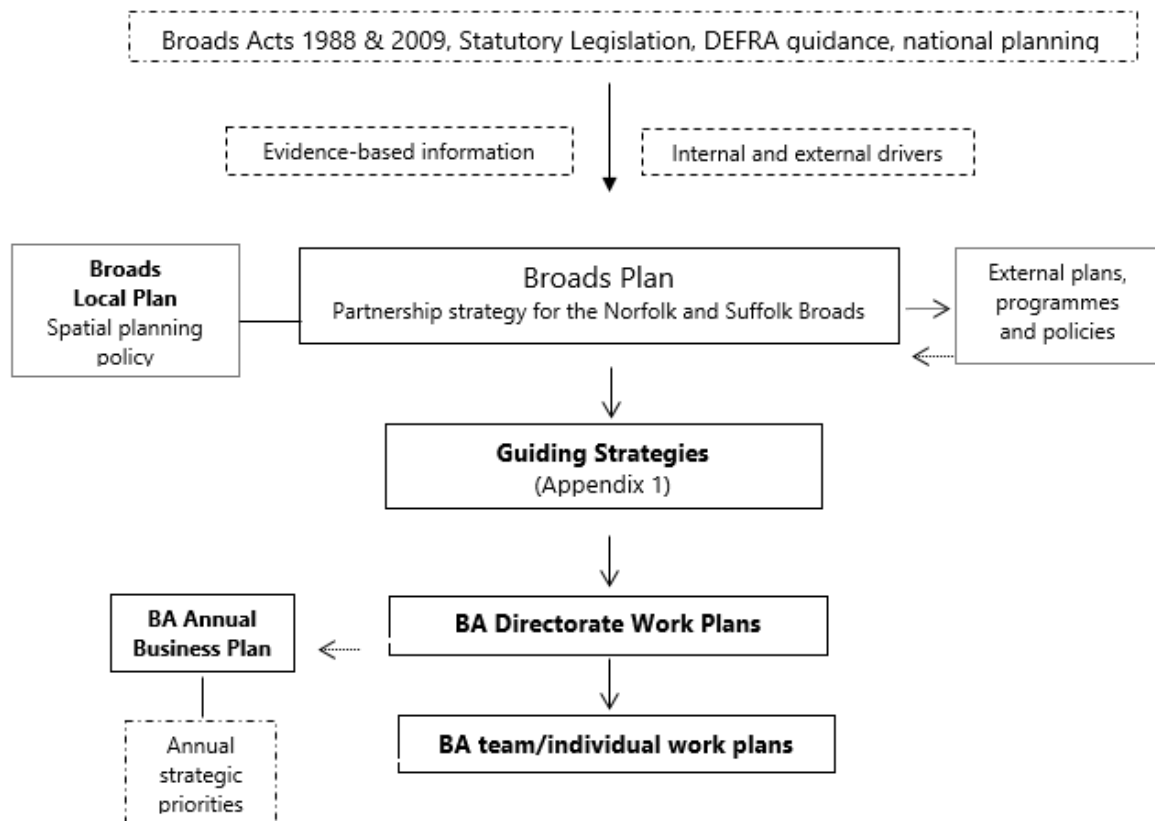 Broads Acts 1988 & 2009, Statutory Legislation, DEFRA guidance, national planning
Evidence-based information
Internal and external drivers
Broads
Local Plan
Spatial planning
policy
Broads Plan
Partnership strategy for the Norfolk and Suffolk Broads
External plans,
programmes
and policies
Guiding Strategies
(Appendix 1)
BA Annual
Business Plan
BA Directorate Work Plans
Annual
strategic
priorities
BA team/individual work plans